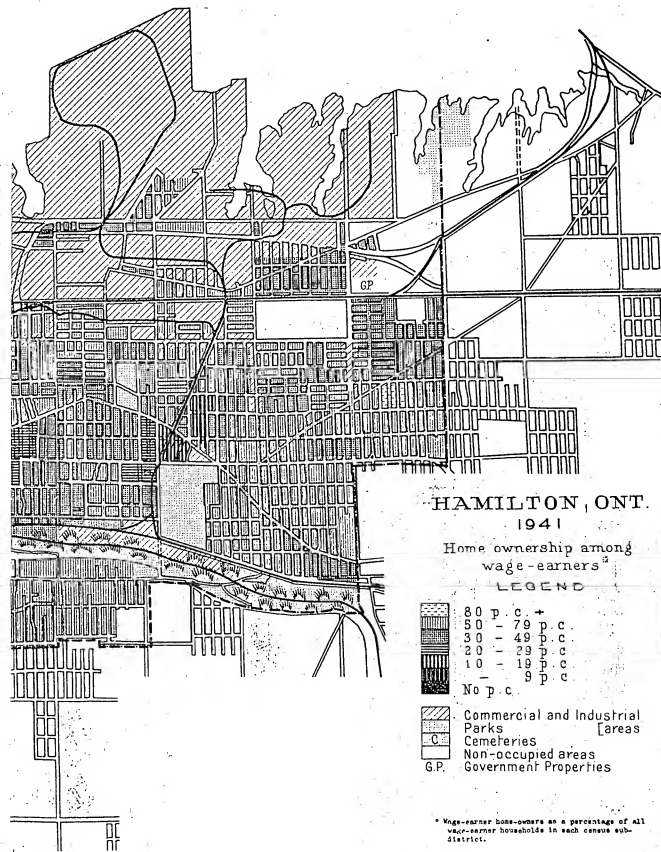 GP
HAMILTON, ONT.
1941
Home ownership among
wage-earners*
LEGEND
80 p.c. +
50 - 79 p.c.
30 - 49 p.c.
20 - 29 p.c.
10 - 19 p.c.
- 9 p.c.
No p.c.
Commercial and Industrial
Parks [areas
C Cemeteries
Non-occupied areas
G.P. Government Properties
* Wage-earner home-owners as a percentage of all
wage-earner households in each census sub-
district.